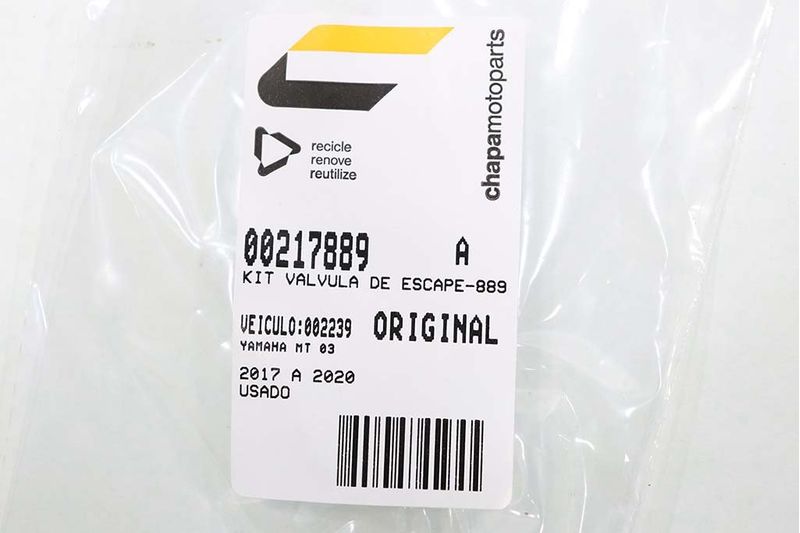 chapamotoparts
recicle
renove
reutilize
00217889 A
KIT VALVULA DE ESCAPE-889
VEICULO:002239 ORIGINAL
YAMAHA MT 03
2017 A 2020
USADO